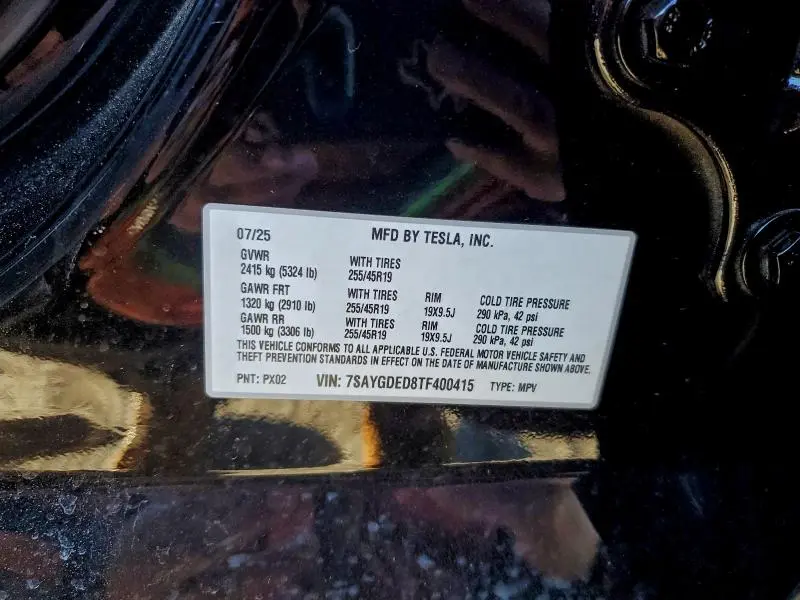 07/25 MFD BY TESLA, INC.
GVWR
2415 kg (5324 lb) WITH TIRES 255/45R19
GAWR FRT
1320 kg (2910 lb) WITH TIRES 255/45R19 RIM 19X9.5J COLD TIRE PRESSURE 290 kPa, 42 psi
GAWR RR
1500 kg (3306 lb) WITH TIRES 255/45R19 RIM 19X9.5J COLD TIRE PRESSURE 290 kPa, 42 psi
THIS VEHICLE CONFORMS TO ALL APPLICABLE U.S. FEDERAL MOTOR VEHICLE SAFETY AND
THEFT PREVENTION STANDARDS IN EFFECT ON THE DATE OF MANUFACTURE SHOWN ABOVE.
PNT: PX02 VIN: 7SAYGDED8TF400415 TYPE: MPV